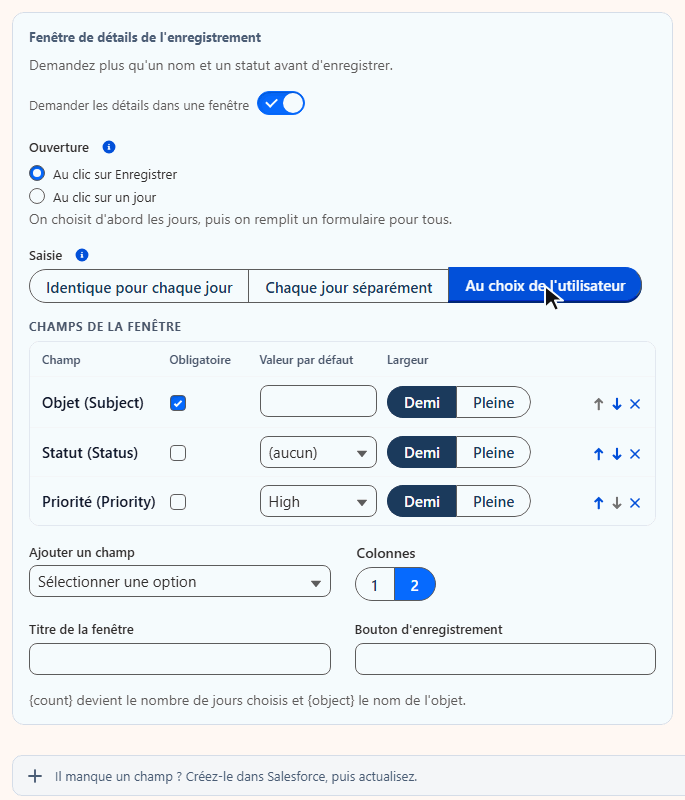 Fenêtre de détails de l'enregistrement
Demandez plus qu'un nom et un statut avant d'enregistrer.
Demander les détails dans une fenêtre
Ouverture
Au clic sur Enregistrer
Au clic sur un jour
On choisit d'abord les jours, puis on remplit un formulaire pour tous.
Saisie
Identique pour chaque jour Chaque jour séparément Au choix de l'utilisateur
CHAMPS DE LA FENÊTRE
Champ Obligatoire Valeur par défaut Largeur
Objet (Subject) Demi Pleine
Statut (Status) (aucun) Demi Pleine
Priorité (Priority) High Demi Pleine
Ajouter un champ Colonnes
Sélectionner une option 1 2
Titre de la fenêtre Bouton d'enregistrement
{count} devient le nombre de jours choisis et {object} le nom de l'objet.
Il manque un champ ? Créez-le dans Salesforce, puis actualisez.